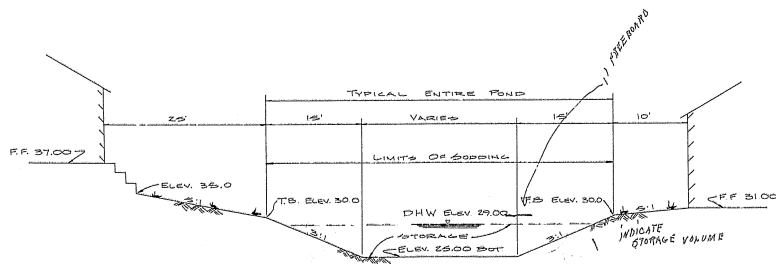 1' FREEBOARD
TYPICAL ENTIRE POND
25' 15' VARIES 15' 10'
F.F. 37.00
LIMITS OF SODDING
ELEV. 35.0
5:1
T.B. ELEV. 30.0
DHW ELEV. 29.00
T.B. ELEV. 30.0
5:1
F.F. 31.00
3:1
STORAGE
3:1
INDICATE
STORAGE VOLUME
ELEV. 25.00 BOT